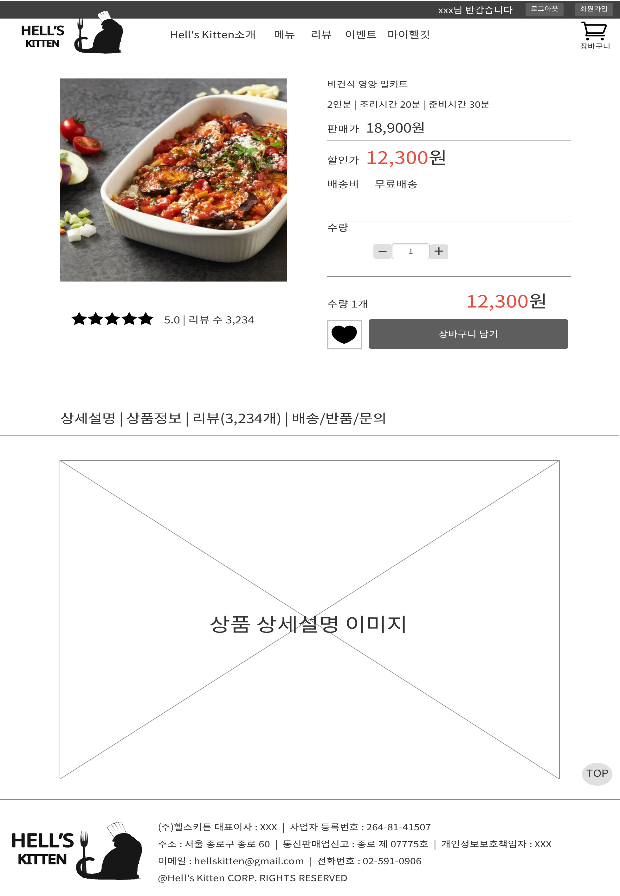 xxx님 반갑습니다 로그아웃 회원가입
HELL'S
KITTEN
Hell's Kitten소개 메뉴 리뷰 이벤트 마이핼킷
장바구니
비건식 영양 밀키트
2인분 | 조리시간 20분 | 준비시간 30분
판매가 18,900원
할인가 12,300원
배송비 무료배송
수량
− 1 +
수량 1개 12,300원
5.0 | 리뷰 수 3,234
장바구니 담기
상세설명 | 상품정보 | 리뷰(3,234개) | 배송/반품/문의
상품 상세설명 이미지
TOP
HELL'S
KITTEN
(주)헬스키튼 대표이사 : XXX | 사업자 등록번호 : 264-81-41507
주소 : 서울 종로구 종로 60 | 통신판매업신고 : 종로 제 07775호 | 개인정보보호책임자 : XXX
이메일 : hellskitten@gmail.com | 전화번호 : 02-591-0906
@Hell's Kitten CORP. RIGHTS RESERVED